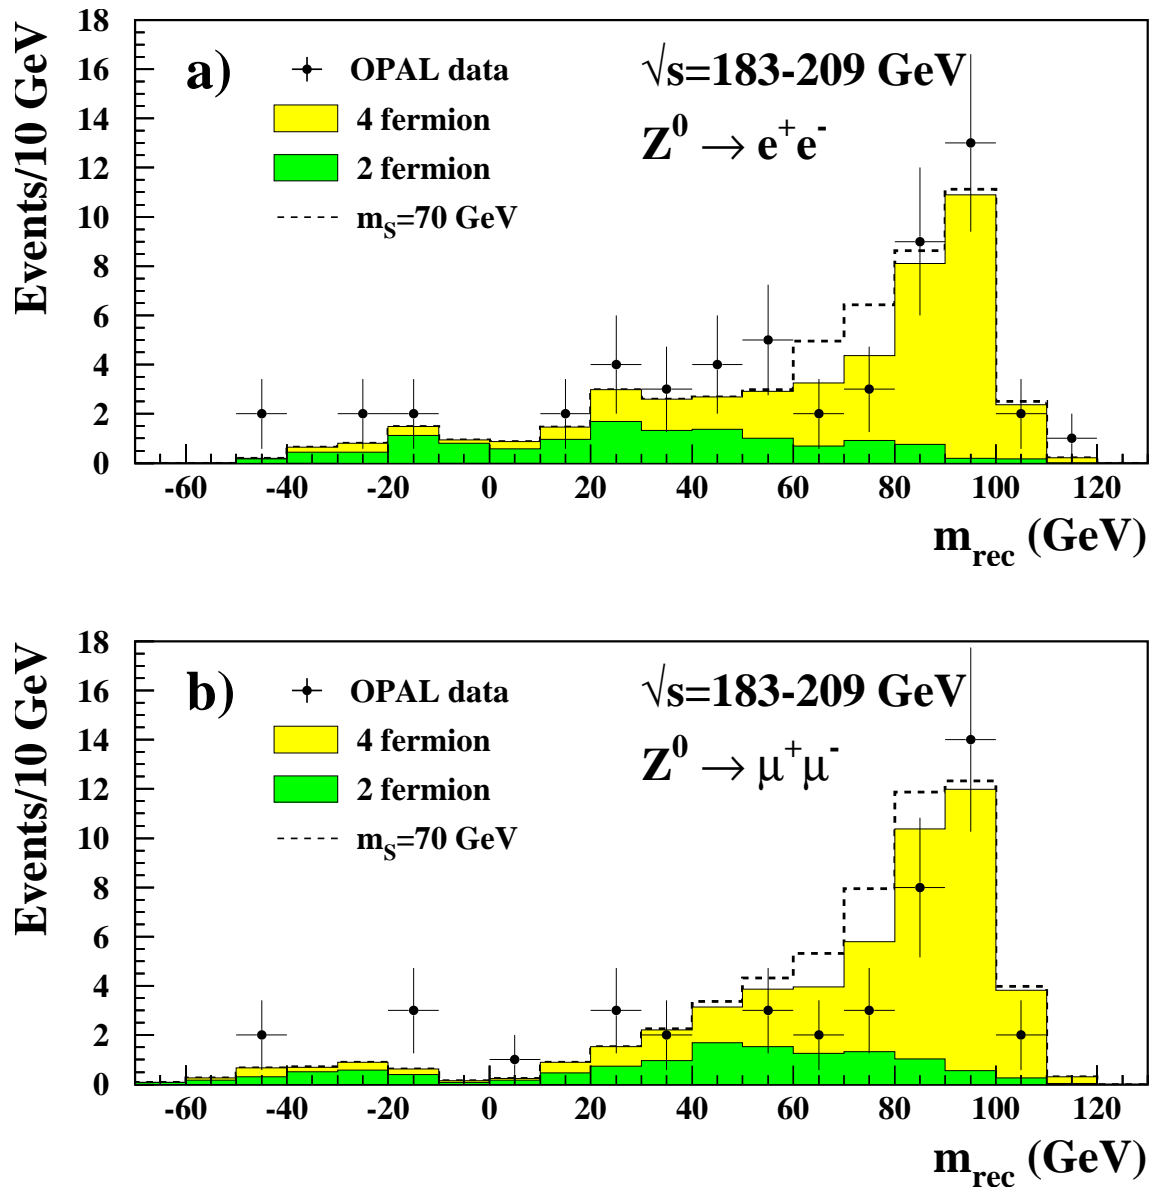 18
16
14
12
10
8
6
4
2
0
Events/10 GeV
a)
OPAL data
4 fermion
2 fermion
m_S=70 GeV
√s=183-209 GeV
Z⁰ → e⁺e⁻
-60 -40 -20 0 20 40 60 80 100 120
m_rec (GeV)
18
16
14
12
10
8
6
4
2
0
Events/10 GeV
b)
OPAL data
4 fermion
2 fermion
m_S=70 GeV
√s=183-209 GeV
Z⁰ → μ⁺μ⁻
-60 -40 -20 0 20 40 60 80 100 120
m_rec (GeV)